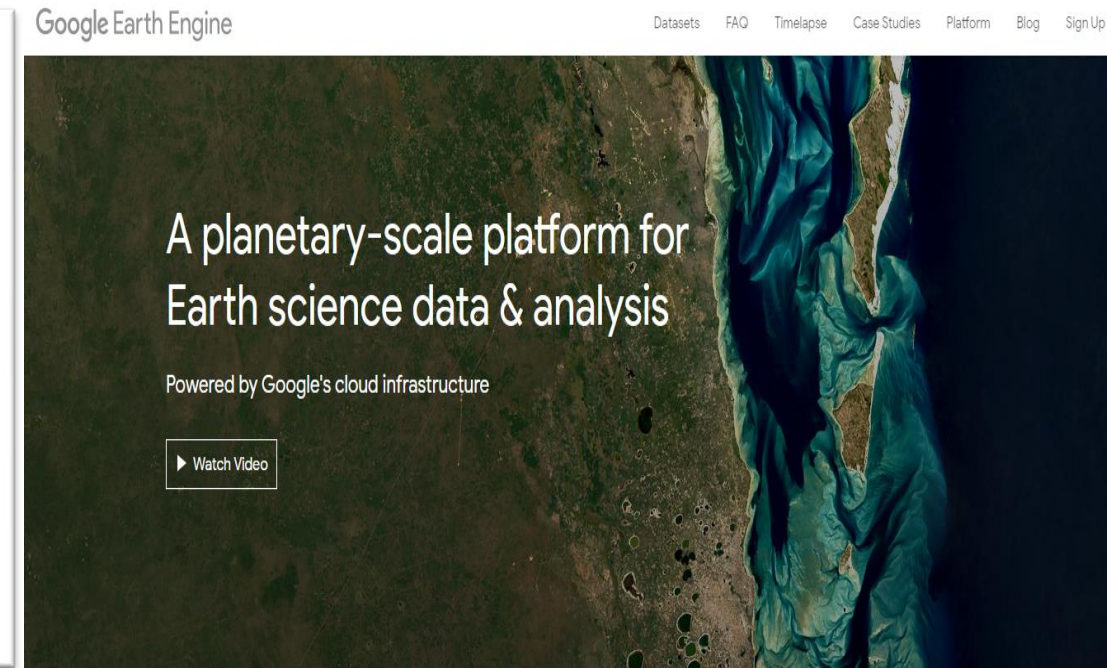 Google Earth Engine
Datasets FAQ Timelapse Case Studies Platform Blog Sign Up
A planetary-scale platform for
Earth science data & analysis
Powered by Google's cloud infrastructure
Watch Video